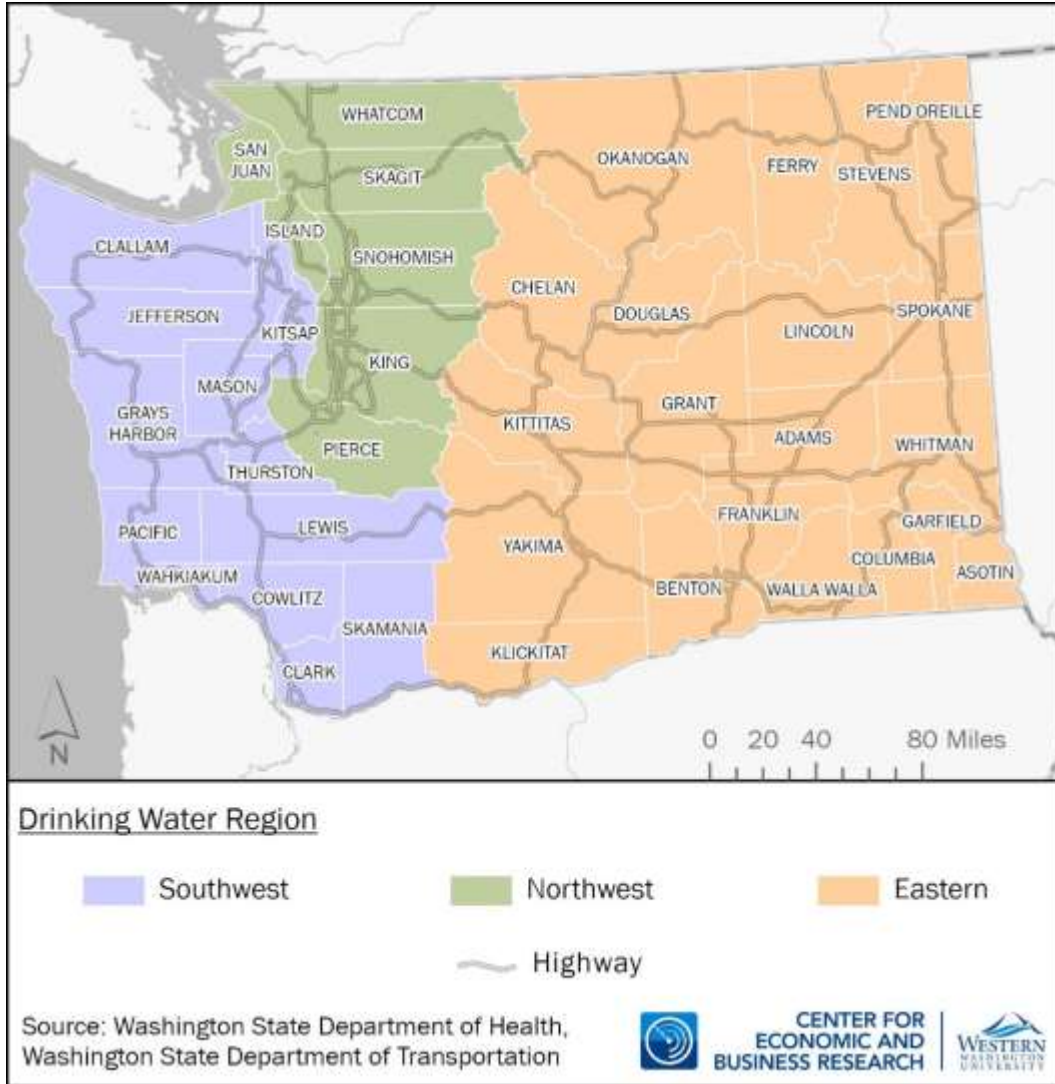 WHATCOM
PEND OREILLE
SAN
JUAN
OKANOGAN
FERRY
STEVENS
SKAGIT
ISLAND
CLALLAM
SNOHOMISH
CHELAN
JEFFERSON
KITSAP
DOUGLAS
LINCOLN
SPOKANE
KING
MASON
GRAYS
HARBOR
GRANT
KITTITAS
ADAMS
WHITMAN
PIERCE
THURSTON
LEWIS
PACIFIC
YAKIMA
FRANKLIN
GARFIELD
COLUMBIA
ASOTIN
WAHKIAKUM
COWLITZ
BENTON
WALLA WALLA
SKAMANIA
KLICKITAT
CLARK
N
0 20 40 80 Miles
Drinking Water Region
Southwest
Northwest
Eastern
Highway
Source: Washington State Department of Health,
Washington State Department of Transportation
CENTER FOR
ECONOMIC AND
BUSINESS RESEARCH
WESTERN
WASHINGTON
UNIVERSITY